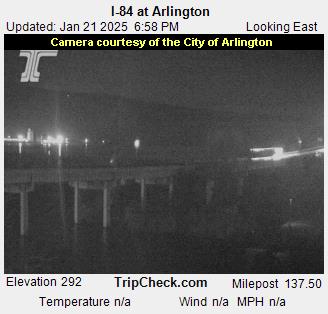 I-84 at Arlington
Updated: Jan 21 2025 6:58 PM Looking East
Camera courtesy of the City of Arlington
Elevation 292 TripCheck.com Milepost 137.50
Temperature n/a Wind n/a MPH n/a